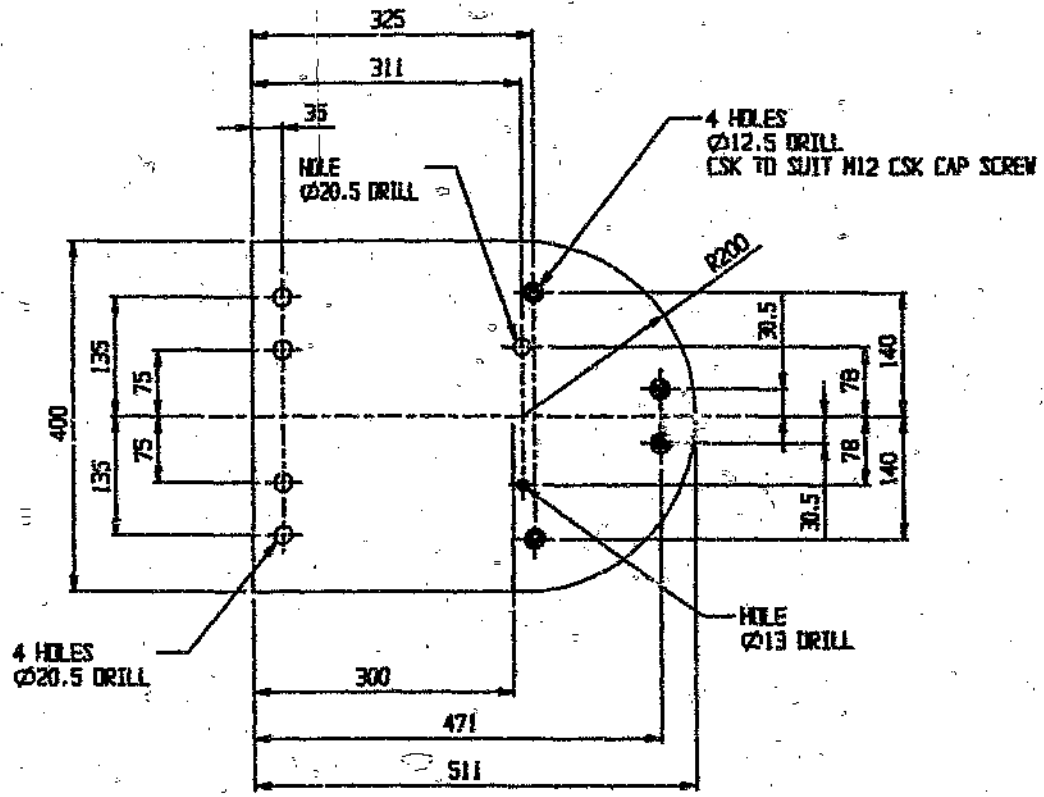 325
311
35
4 HOLES
Ø12.5 DRILL
CSK TO SUIT M12 CSK CAP SCREW
HOLE
Ø20.5 DRILL
R200
30.5
140
78
135
75
400
75
135
78
140
30.5
HOLE
Ø13 DRILL
4 HOLES
Ø20.5 DRILL
300
471
511